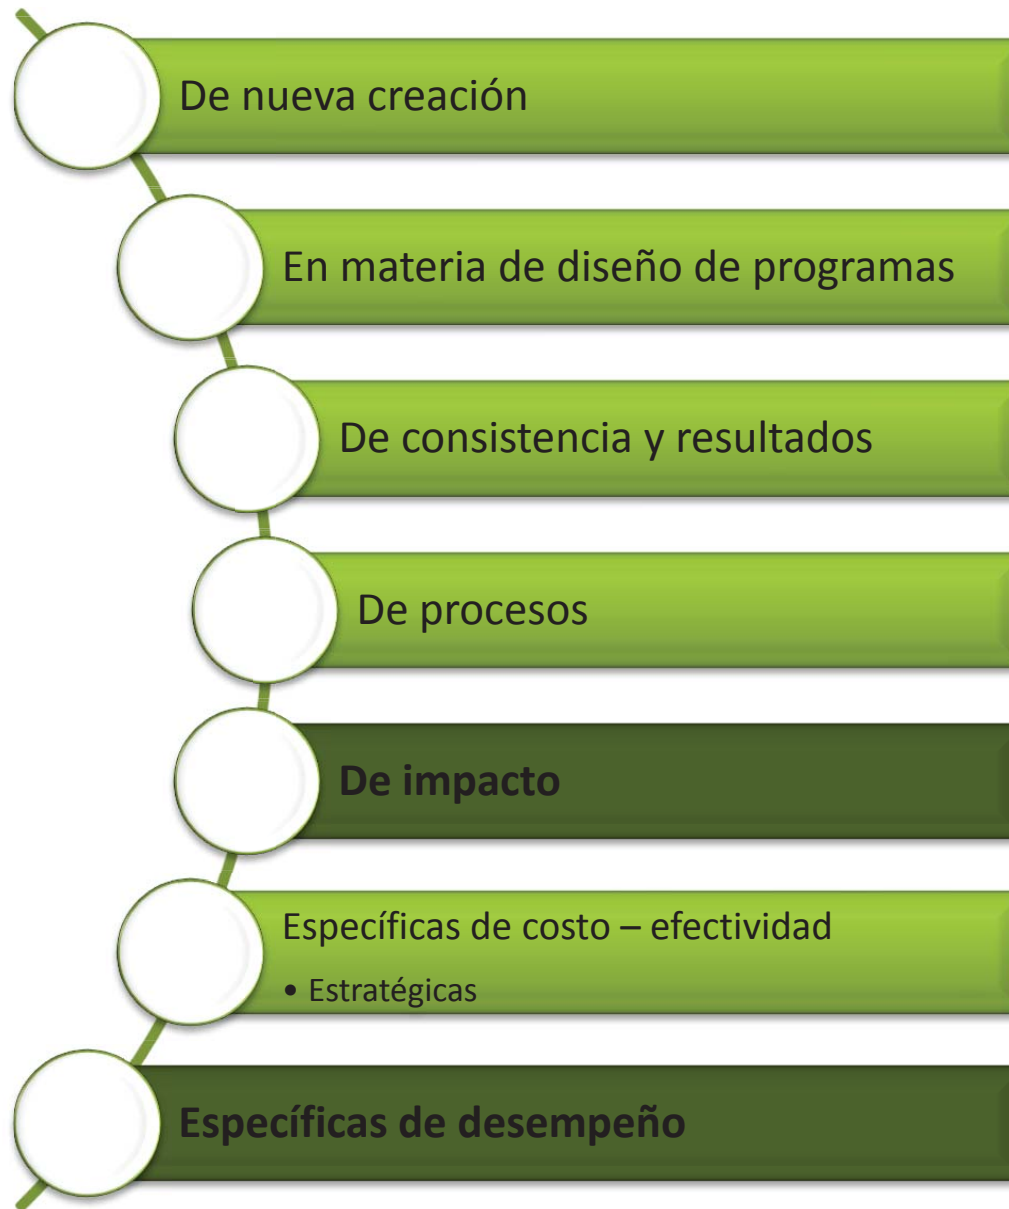 De nueva creación
En materia de diseño de programas
De consistencia y resultados
De procesos
De impacto
Específicas de costo – efectividad
• Estratégicas
Específicas de desempeño